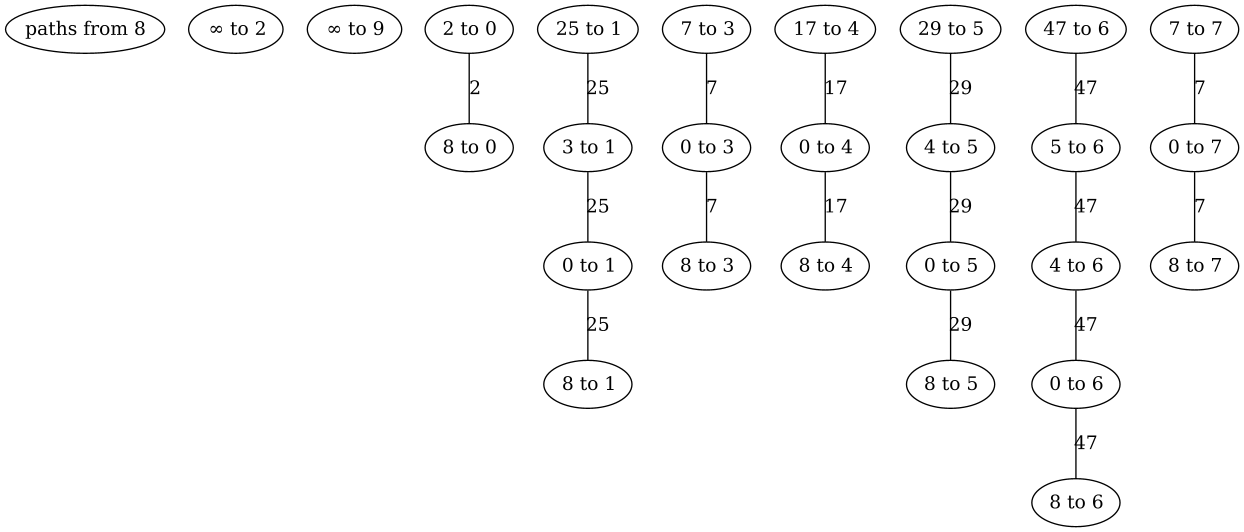 paths from 8
∞ to 2
∞ to 9
2 to 0
25 to 1
7 to 3
17 to 4
29 to 5
47 to 6
7 to 7
2
25
7
17
29
47
7
8 to 0
3 to 1
0 to 3
0 to 4
4 to 5
5 to 6
0 to 7
25
7
17
29
47
7
0 to 1
8 to 3
8 to 4
0 to 5
4 to 6
8 to 7
25
29
47
8 to 1
8 to 5
0 to 6
47
8 to 6